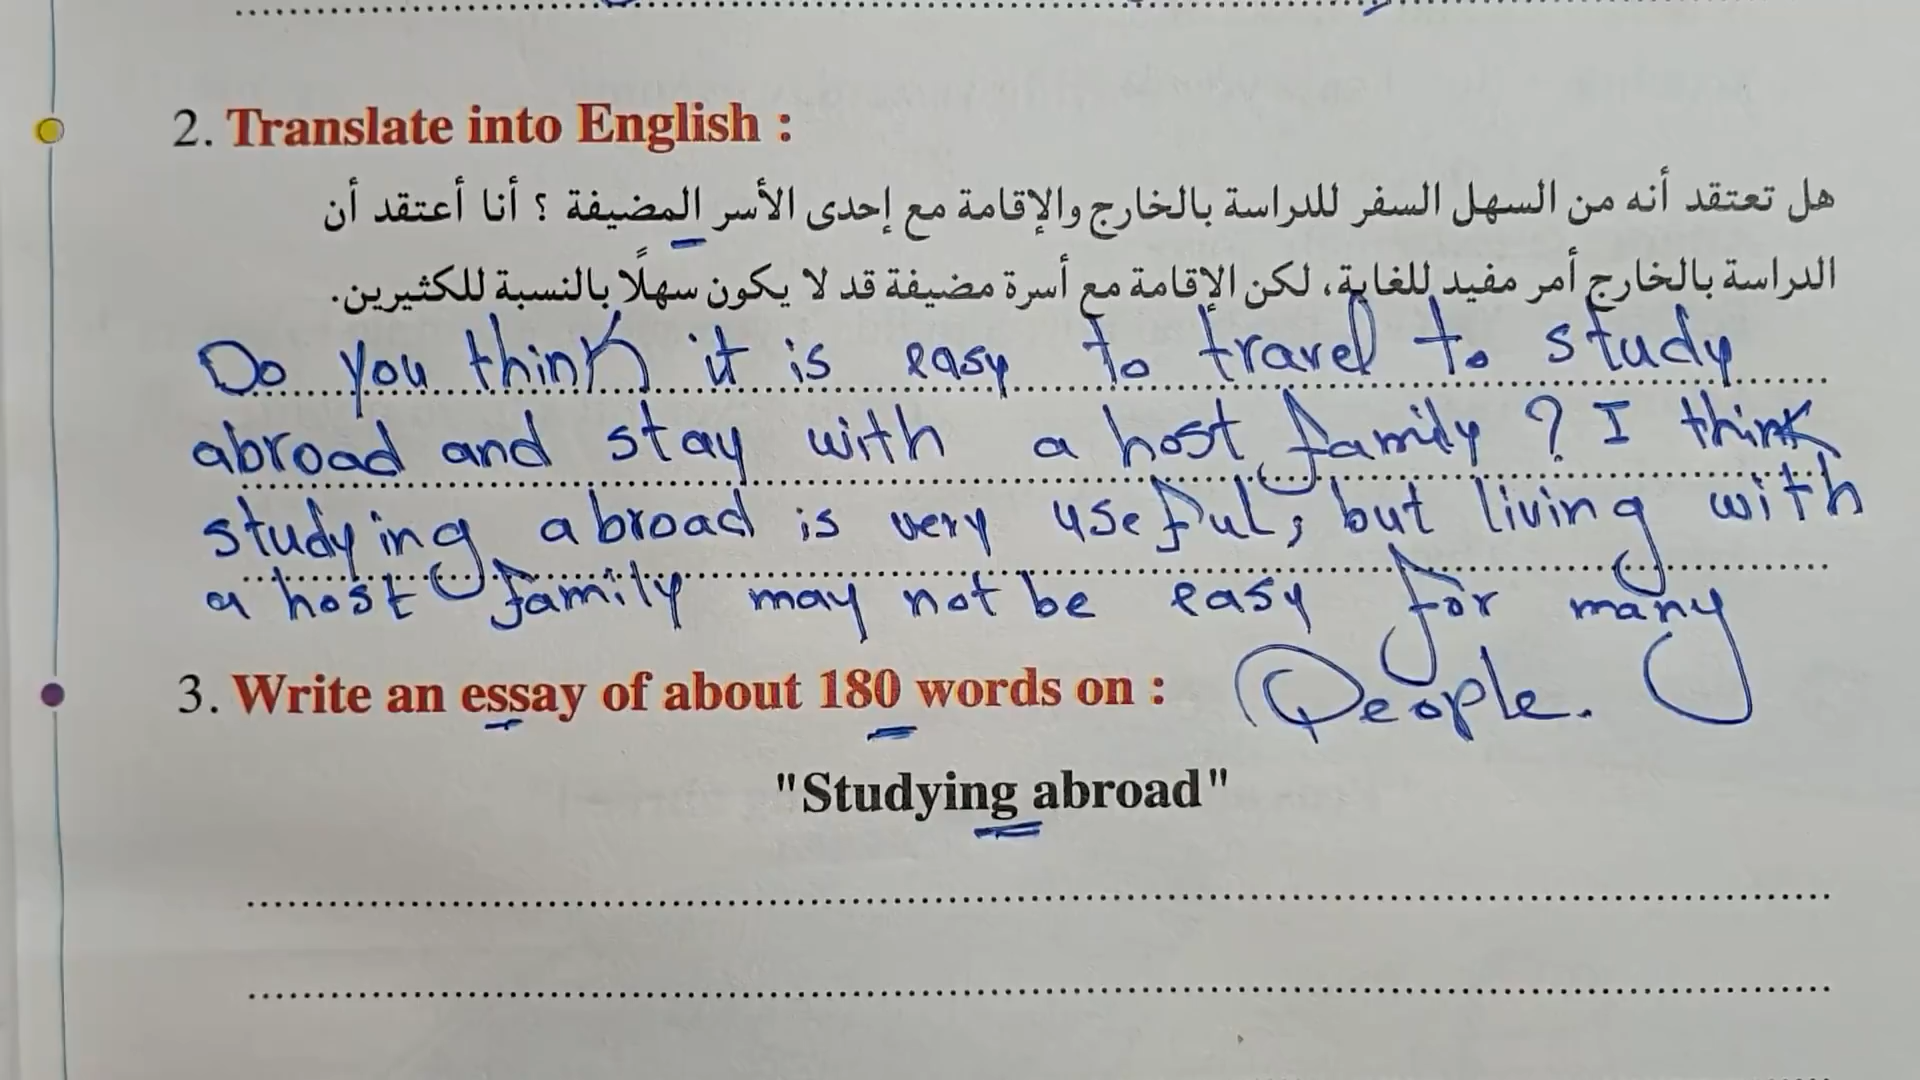 2. Translate into English :
هل تعتقد أنه من السهل السفر للدراسة بالخارج والإقامة مع إحدى الأسر المضيفة ؟ أنا أعتقد أن
الدراسة بالخارج أمر مفيد للغاية، لكن الإقامة مع أسرة مضيفة قد لا يكون سهلًا بالنسبة للكثيرين.
Do you think it is easy to travel to study
abroad and stay with a host family ? I think
studying abroad is very useful, but living with
a host family may not be easy for many
People.
3. Write an essay of about 180 words on :
"Studying abroad"